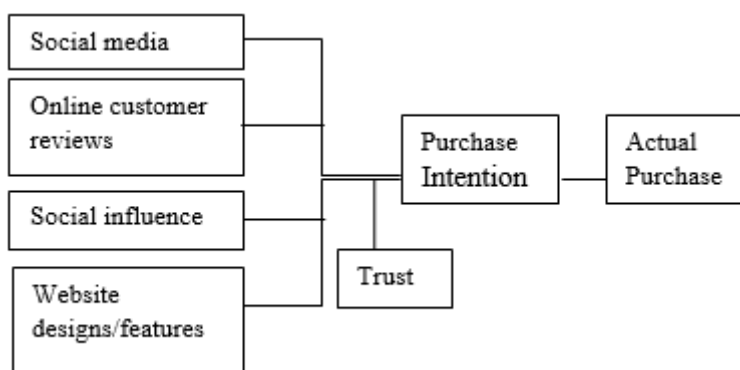 Social media
Online customer
reviews
Social influence
Website
designs/features
Trust
Purchase
Intention
Actual
Purchase